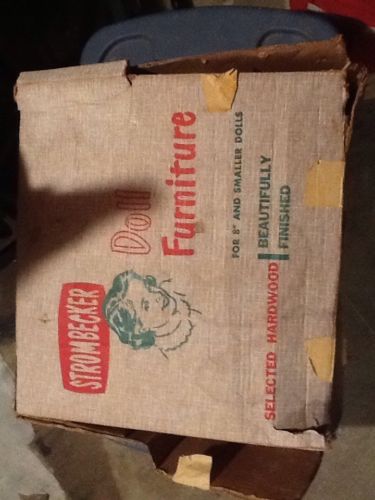 STROMBECKER
Doll
Furniture
FOR 8" AND SMALLER DOLLS
SELECTED HARDWOOD
BEAUTIFULLY
FINISHED